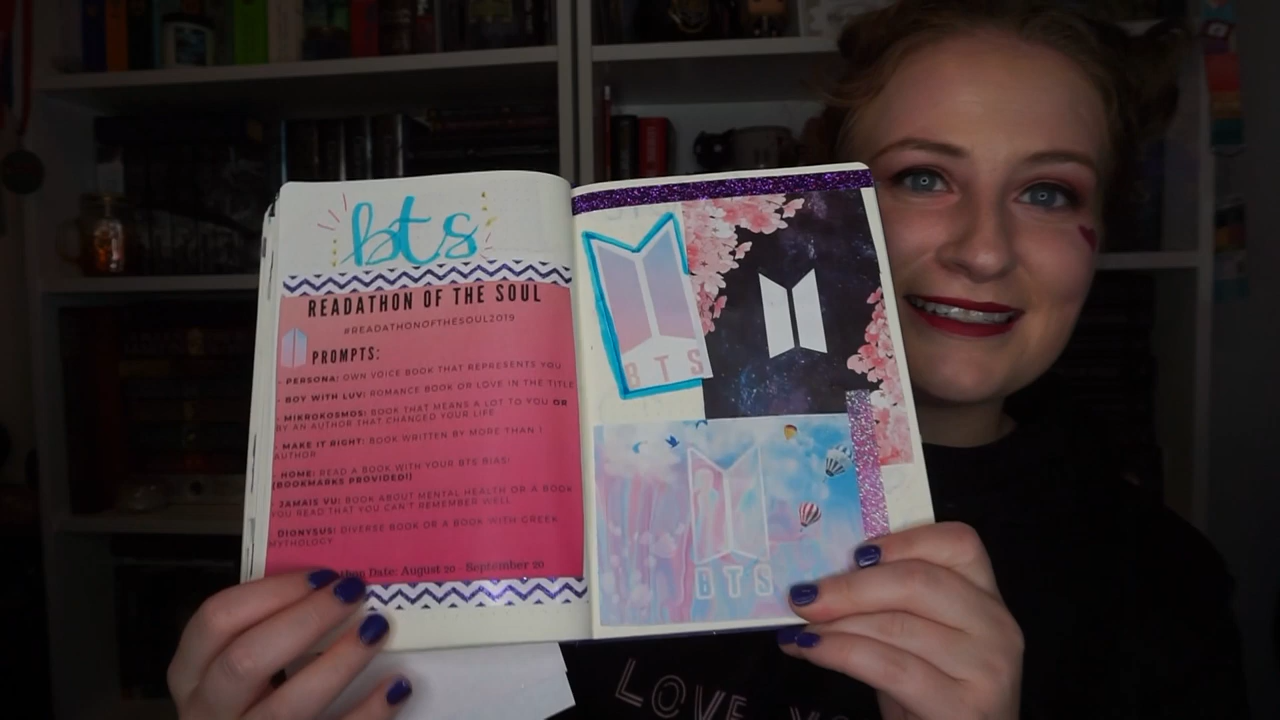 bts
READATHON OF THE SOUL
#READATHONOFTHESOUL2019
PROMPTS:
- PERSONA: OWN VOICE BOOK THAT REPRESENTS YOU
- BOY WITH LUV: ROMANCE BOOK OR LOVE IN THE TITLE
- MIKROKOSMOS: BOOK THAT MEANS A LOT TO YOU OR
BY AN AUTHOR THAT CHANGED YOUR LIFE
- MAKE IT RIGHT: BOOK WRITTEN BY MORE THAN 1
AUTHOR
- HOME: READ A BOOK WITH YOUR BTS BIAS!
(BOOKMARKS PROVIDED!)
- JAMAIS VU: BOOK ABOUT MENTAL HEALTH OR A BOOK
YOU READ THAT YOU CAN'T REMEMBER WELL
- DIONYSUS: DIVERSE BOOK OR A BOOK WITH GREEK
MYTHOLOGY
Date: August 20 - September 20
BTS
BTS
LOVE